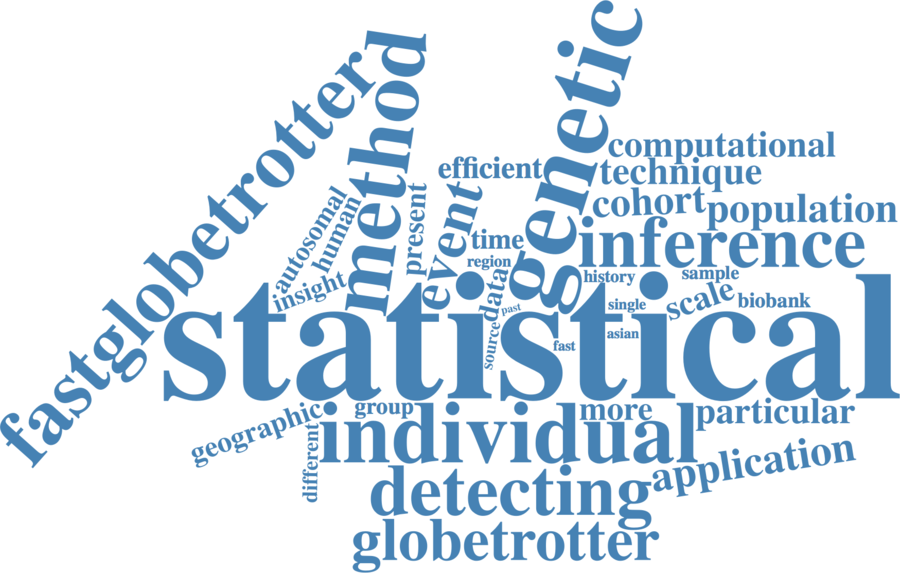 fastglobetrotter
method
genetic
computational
efficient
technique
autosomal
human
present
event
cohort
population
time
inference
region
insight
data
history
sample
statistical
past
single
scale
biobank
source
fast
asian
geographic
group
more
particular
different
individual
application
detecting
globetrotter